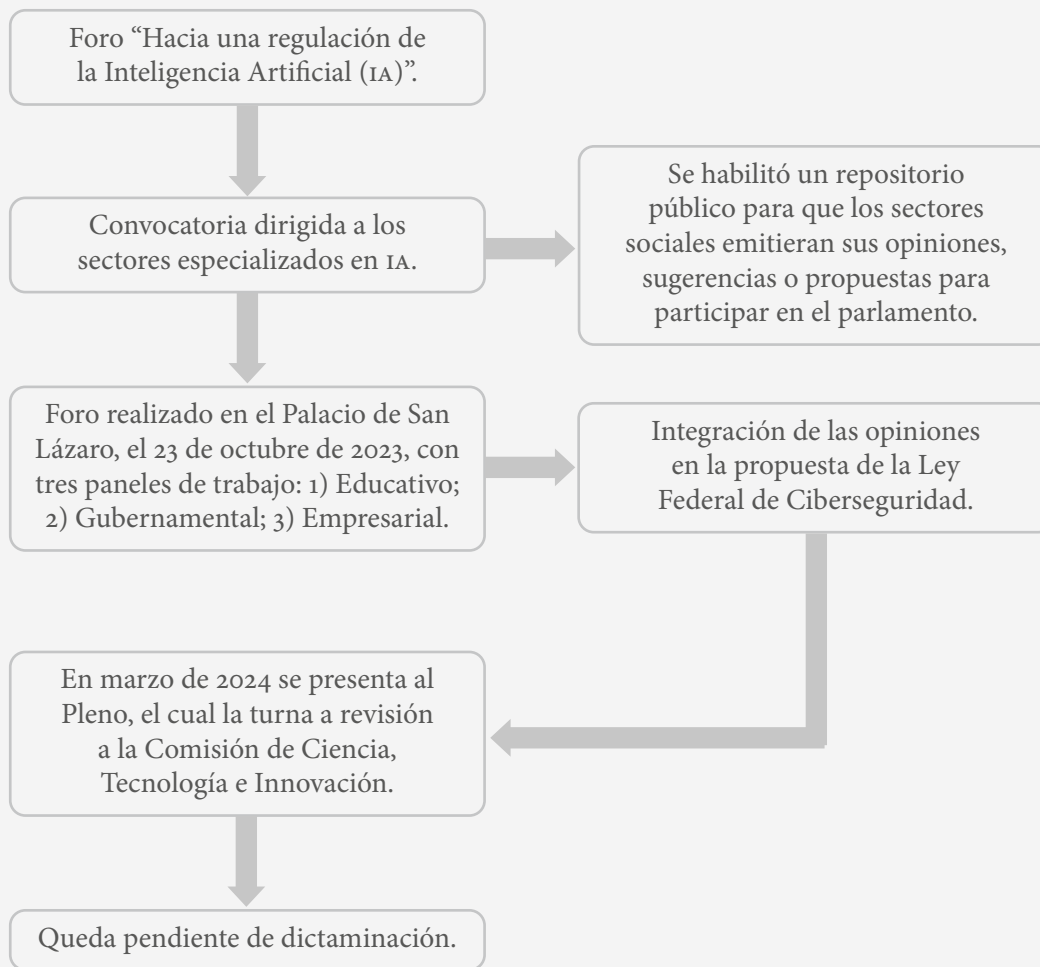 Foro “Hacia una regulación de
la Inteligencia Artificial (IA)”.
Convocatoria dirigida a los
sectores especializados en IA.
Se habilitó un repositorio
público para que los sectores
sociales emitieran sus opiniones,
sugerencias o propuestas para
participar en el parlamento.
Foro realizado en el Palacio de San
Lázaro, el 23 de octubre de 2023, con
tres paneles de trabajo: 1) Educativo;
2) Gubernamental; 3) Empresarial.
Integración de las opiniones
en la propuesta de la Ley
Federal de Ciberseguridad.
En marzo de 2024 se presenta al
Pleno, el cual la turna a revisión
a la Comisión de Ciencia,
Tecnología e Innovación.
Queda pendiente de dictaminación.